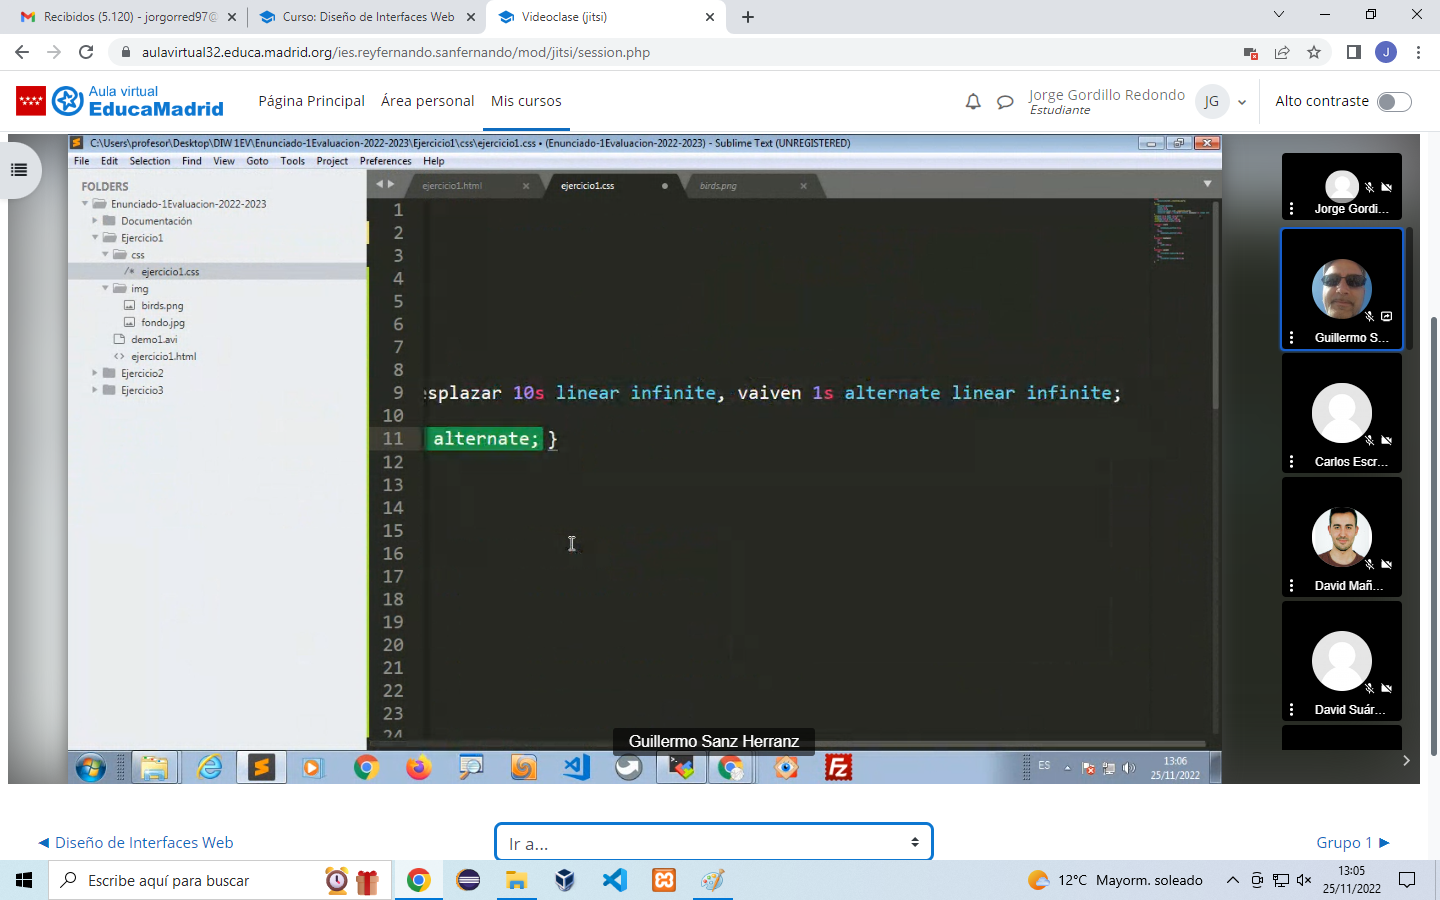 Recibidos (5.120) - jorgorred97@
Curso: Diseño de Interfaces Web
Videoclase (jitsi)
aulavirtual32.educa.madrid.org/ies.reyfernando.sanfernando/mod/jitsi/session.php
J
Aula virtual
EducaMadrid
Página Principal
Área personal
Mis cursos
Jorge Gordillo Redondo
Estudiante
JG
Alto contraste
C:\Users\profesor\Desktop\DIW 1EV\Enunciado-1Evaluacion-2022-2023\Ejercicio1\css\ejercicio1.css • (Enunciado-1Evaluacion-2022-2023) - Sublime Text (UNREGISTERED)
File Edit Selection Find View Goto Tools Project Preferences Help
FOLDERS
Enunciado-1Evaluacion-2022-2023
Documentación
Ejercicio1
css
/* ejercicio1.css
img
birds.png
fondo.jpg
demo1.avi
<> ejercicio1.html
Ejercicio2
Ejercicio3
ejercicio1.html
ejercicio1.css
birds.png
1
2
3
4
5
6
7
8
9 splazar 10s linear infinite, vaiven 1s alternate linear infinite;
10
11 alternate; }
12
13
14
15
16
17
18
19
20
21
22
23
24
Guillermo Sanz Herranz
ES
13:06
25/11/2022
Jorge Gordi...
Guillermo S...
Carlos Escr...
David Mañ...
David Suár...
◄ Diseño de Interfaces Web
Ir a...
Grupo 1 ►
Escribe aquí para buscar
12°C Mayorm. soleado
13:05
25/11/2022